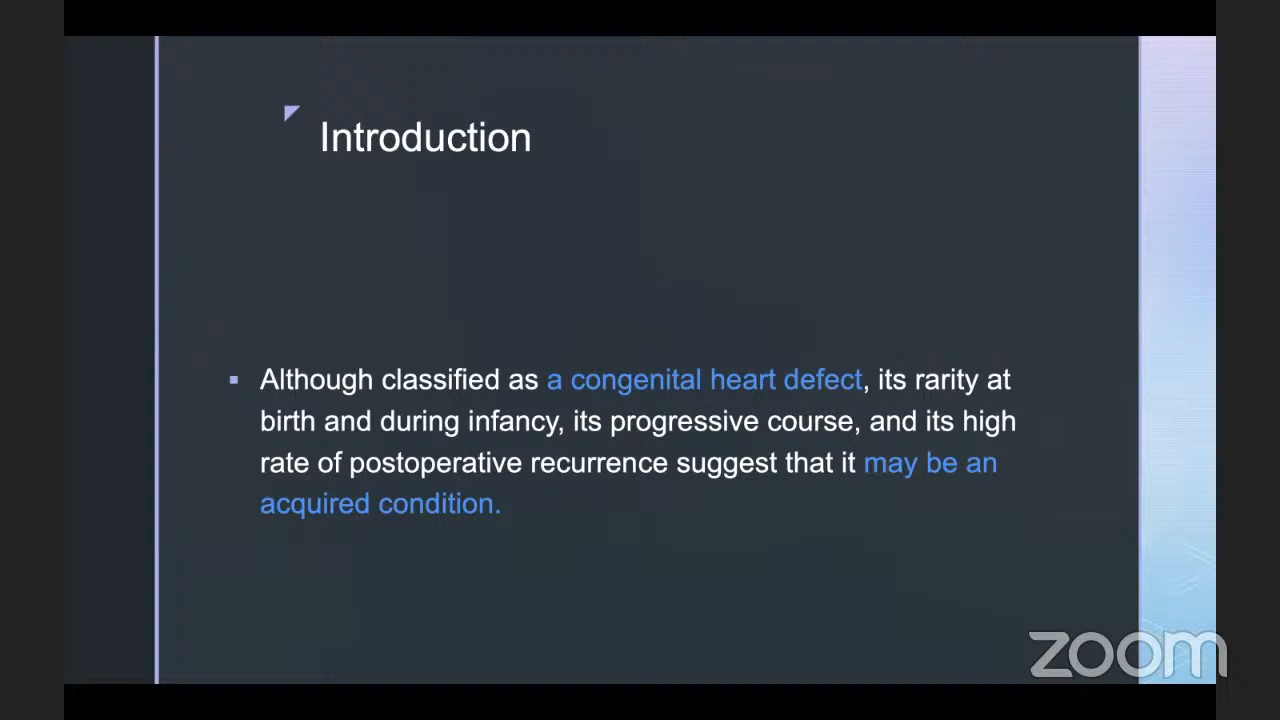 Introduction
▪ Although classified as a congenital heart defect, its rarity at
birth and during infancy, its progressive course, and its high
rate of postoperative recurrence suggest that it may be an
acquired condition.
zoom